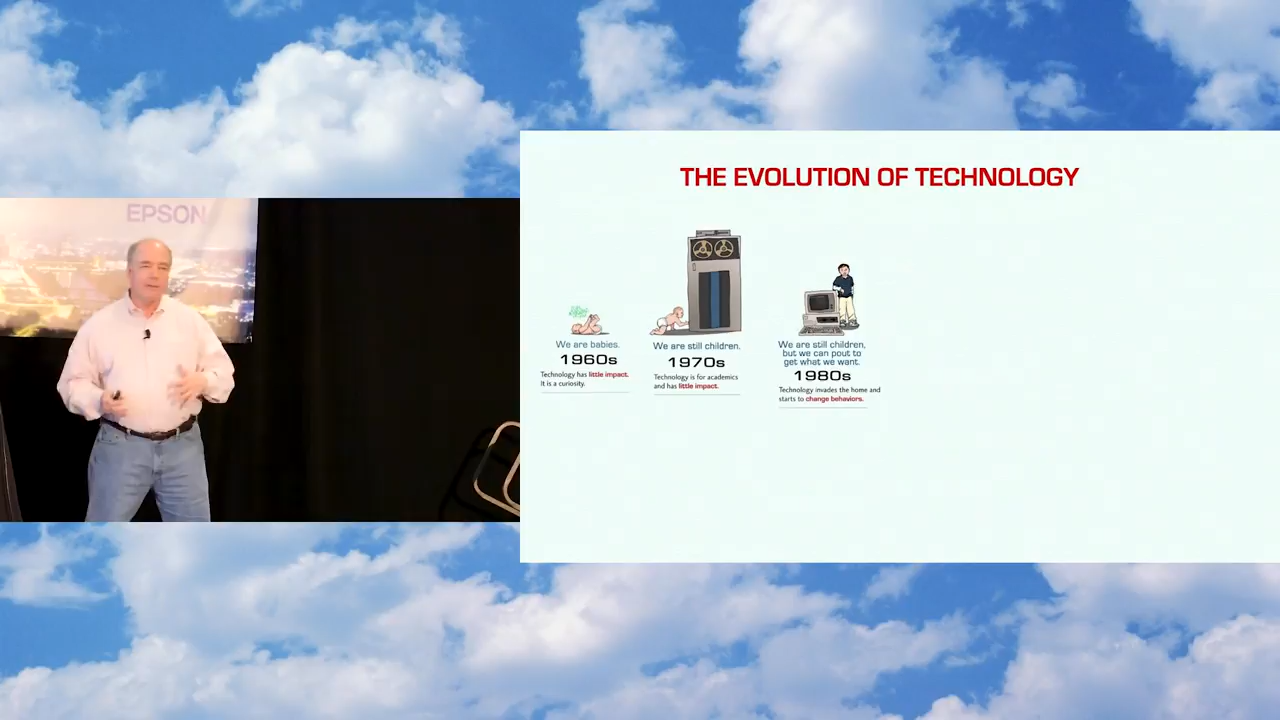 EPSON
THE EVOLUTION OF TECHNOLOGY
We are babies.
1960s
Technology has little impact.
It is a curiosity.
We are still children.
1970s
Technology is for academics
and has little impact.
We are still children,
but we can pout to
get what we want.
1980s
Technology invades the home and
starts to change behaviors.